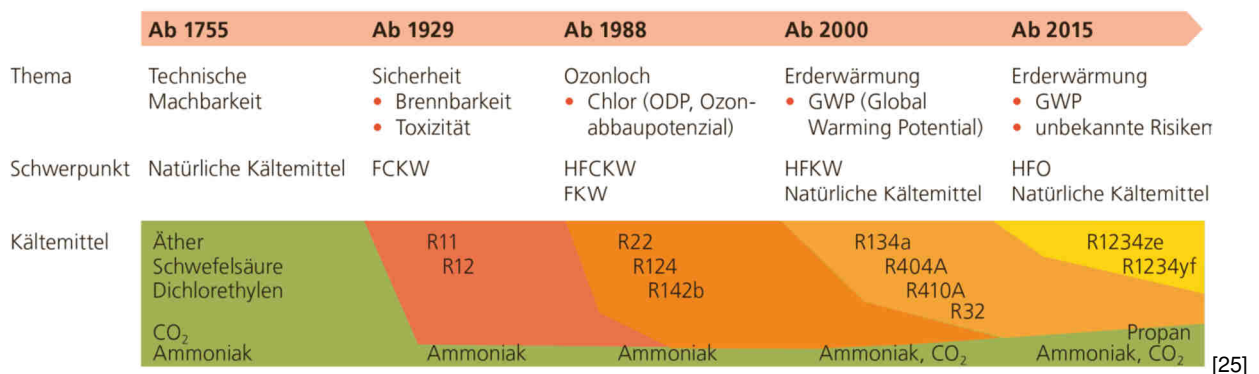 Ab 1755 Ab 1929 Ab 1988 Ab 2000 Ab 2015
Thema Technische Sicherheit Ozonloch Erderwärmung Erderwärmung
Machbarkeit • Brennbarkeit • Chlor (ODP, Ozon- • GWP (Global • GWP
• Toxizität abbaupotenzial) Warming Potential) • unbekannte Risiken
Schwerpunkt Natürliche Kältemittel FCKW HFCKW HFKW HFO
FKW Natürliche Kältemittel Natürliche Kältemittel
Kältemittel Äther R11 R22 R134a R1234ze
Schwefelsäure R12 R124 R404A R1234yf
Dichlorethylen R142b R410A
R32
CO₂ Propan
Ammoniak Ammoniak Ammoniak Ammoniak, CO₂ Ammoniak, CO₂
[25]